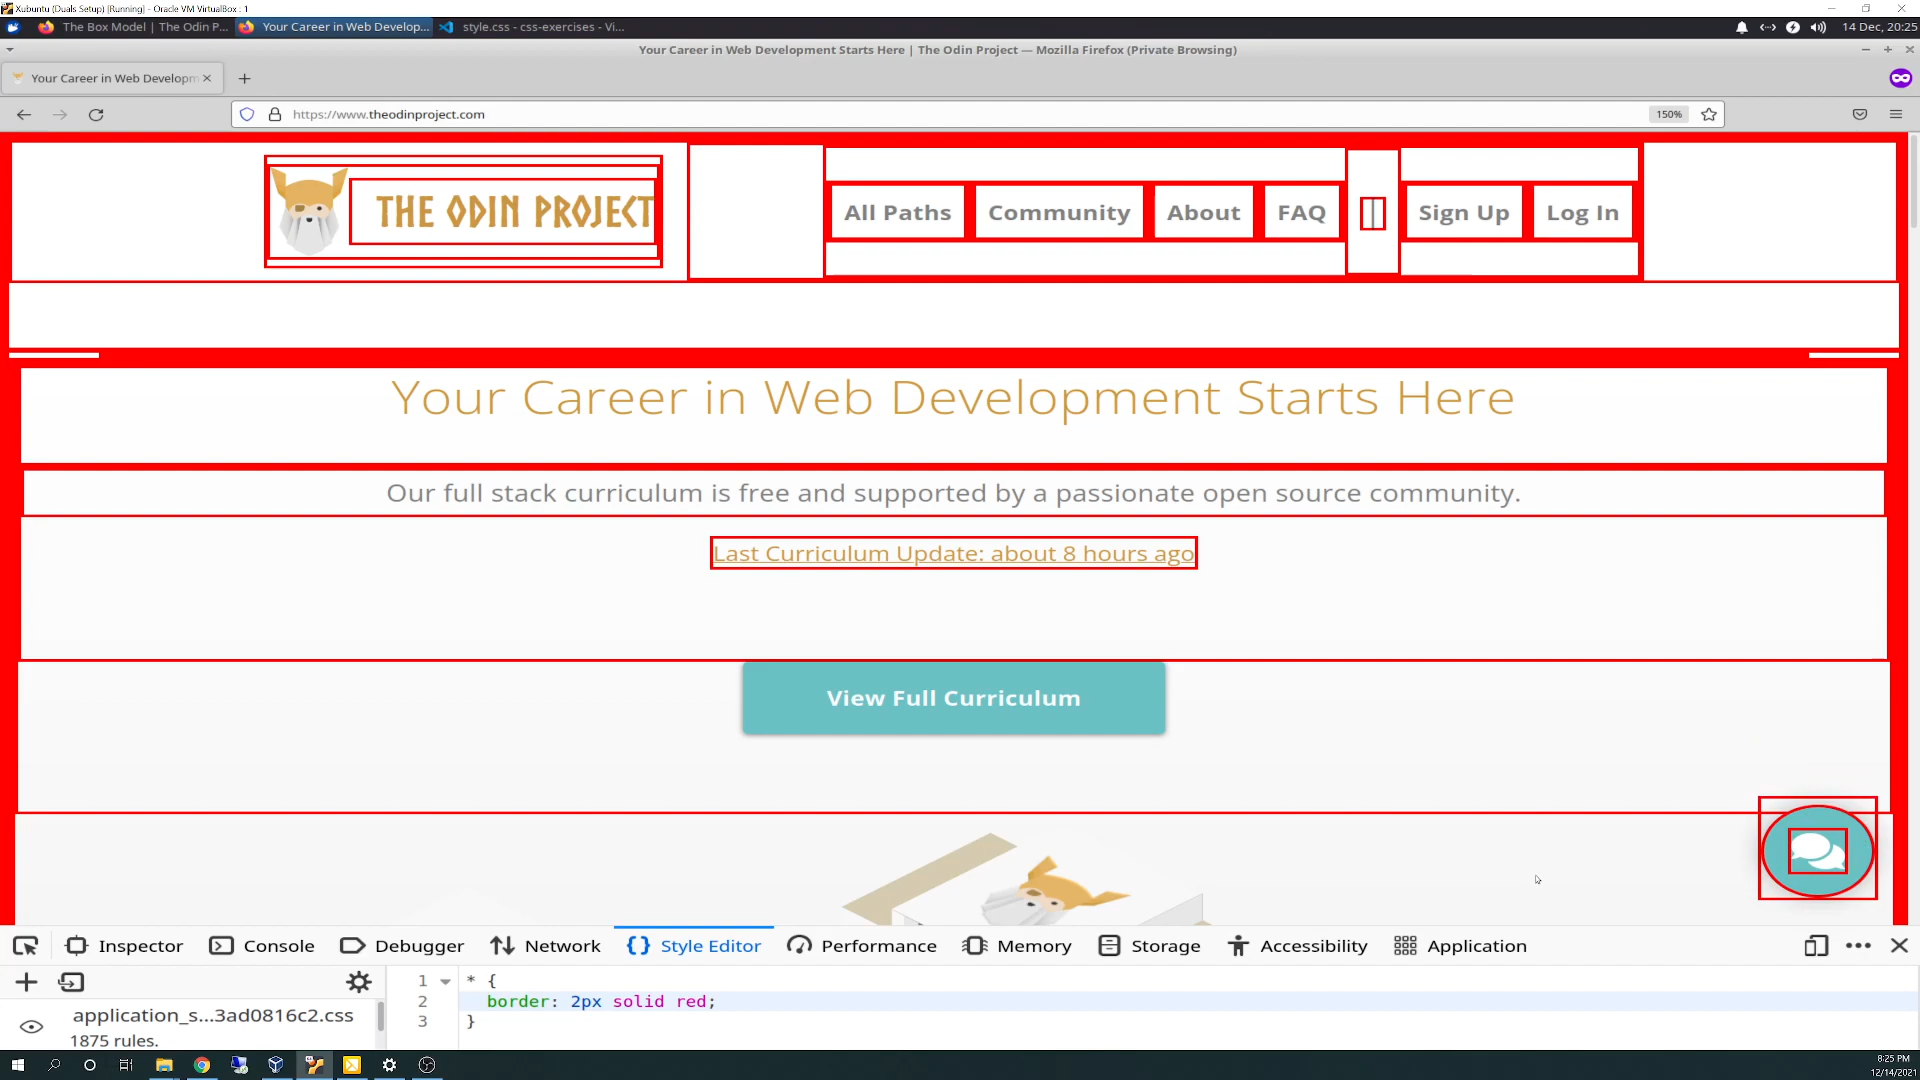 Xubuntu (Duals Setup) [Running] - Oracle VM VirtualBox : 1
The Box Model | The Odin P...
Your Career in Web Develop...
style.css - css-exercises - Vi...
14 Dec, 20:25
Your Career in Web Development Starts Here | The Odin Project — Mozilla Firefox (Private Browsing)
Your Career in Web Developm
https://www.theodinproject.com
150%
THE ODIN PROJECT
All Paths
Community
About
FAQ
|
Sign Up
Log In
Your Career in Web Development Starts Here
Our full stack curriculum is free and supported by a passionate open source community.
Last Curriculum Update: about 8 hours ago
View Full Curriculum
Inspector
Console
Debugger
Network
Style Editor
Performance
Memory
Storage
Accessibility
Application
application_s...3ad0816c2.css
1875 rules.
1 * {
2 border: 2px solid red;
3 }
8:25 PM
12/14/2021